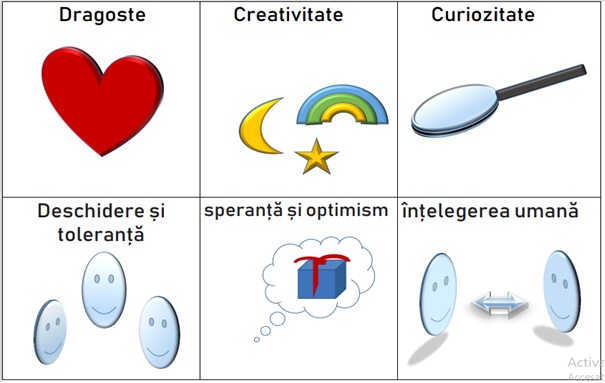 Dragoste
Creativitate
Curiozitate
Deschidere și
toleranță
speranță și optimism
înțelegerea umană